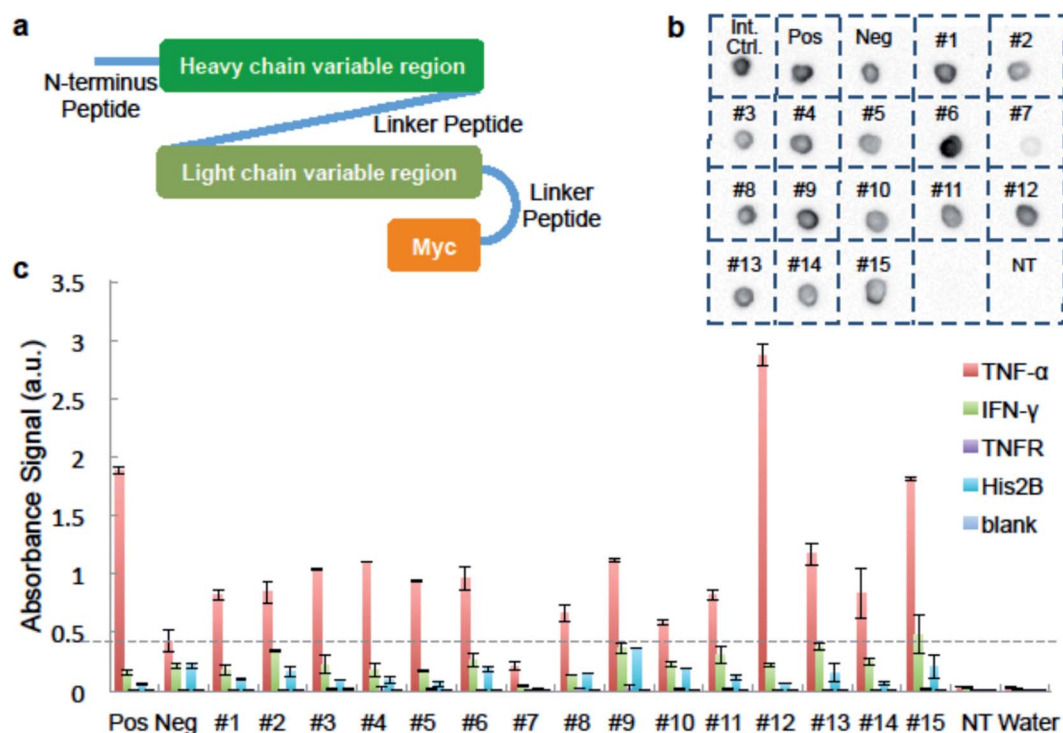 a
Heavy chain variable region
N-terminus
Peptide
Linker Peptide
Light chain variable region
Linker
Peptide
Myc
b
Int.
Ctrl.
Pos
Neg
#1
#2
#3
#4
#5
#6
#7
#8
#9
#10
#11
#12
#13
#14
#15
NT
c
Absorbance Signal (a.u.)
3.5
3
2.5
2
1.5
1
0.5
0
TNF-α
IFN-γ
TNFR
His2B
blank
Pos Neg #1 #2 #3 #4 #5 #6 #7 #8 #9 #10 #11 #12 #13 #14 #15 NT Water